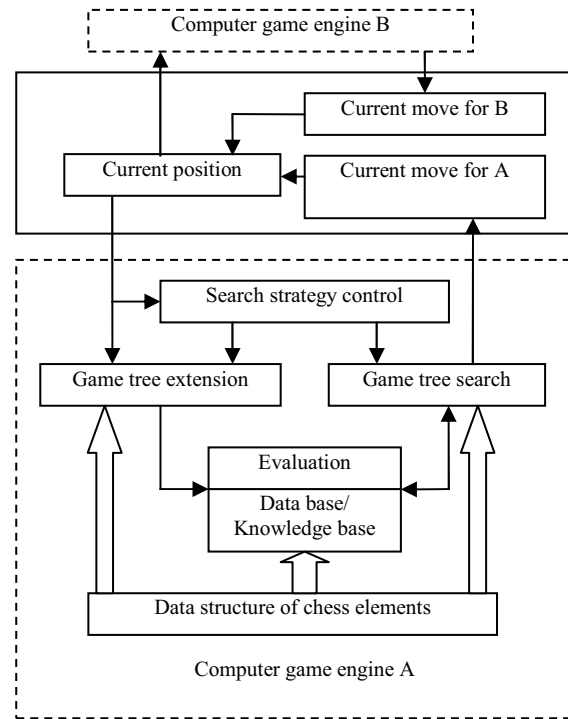 Computer game engine B
Current move for B
Current position
Current move for A
Search strategy control
Game tree extension
Game tree search
Evaluation
Data base/
Knowledge base
Data structure of chess elements
Computer game engine A